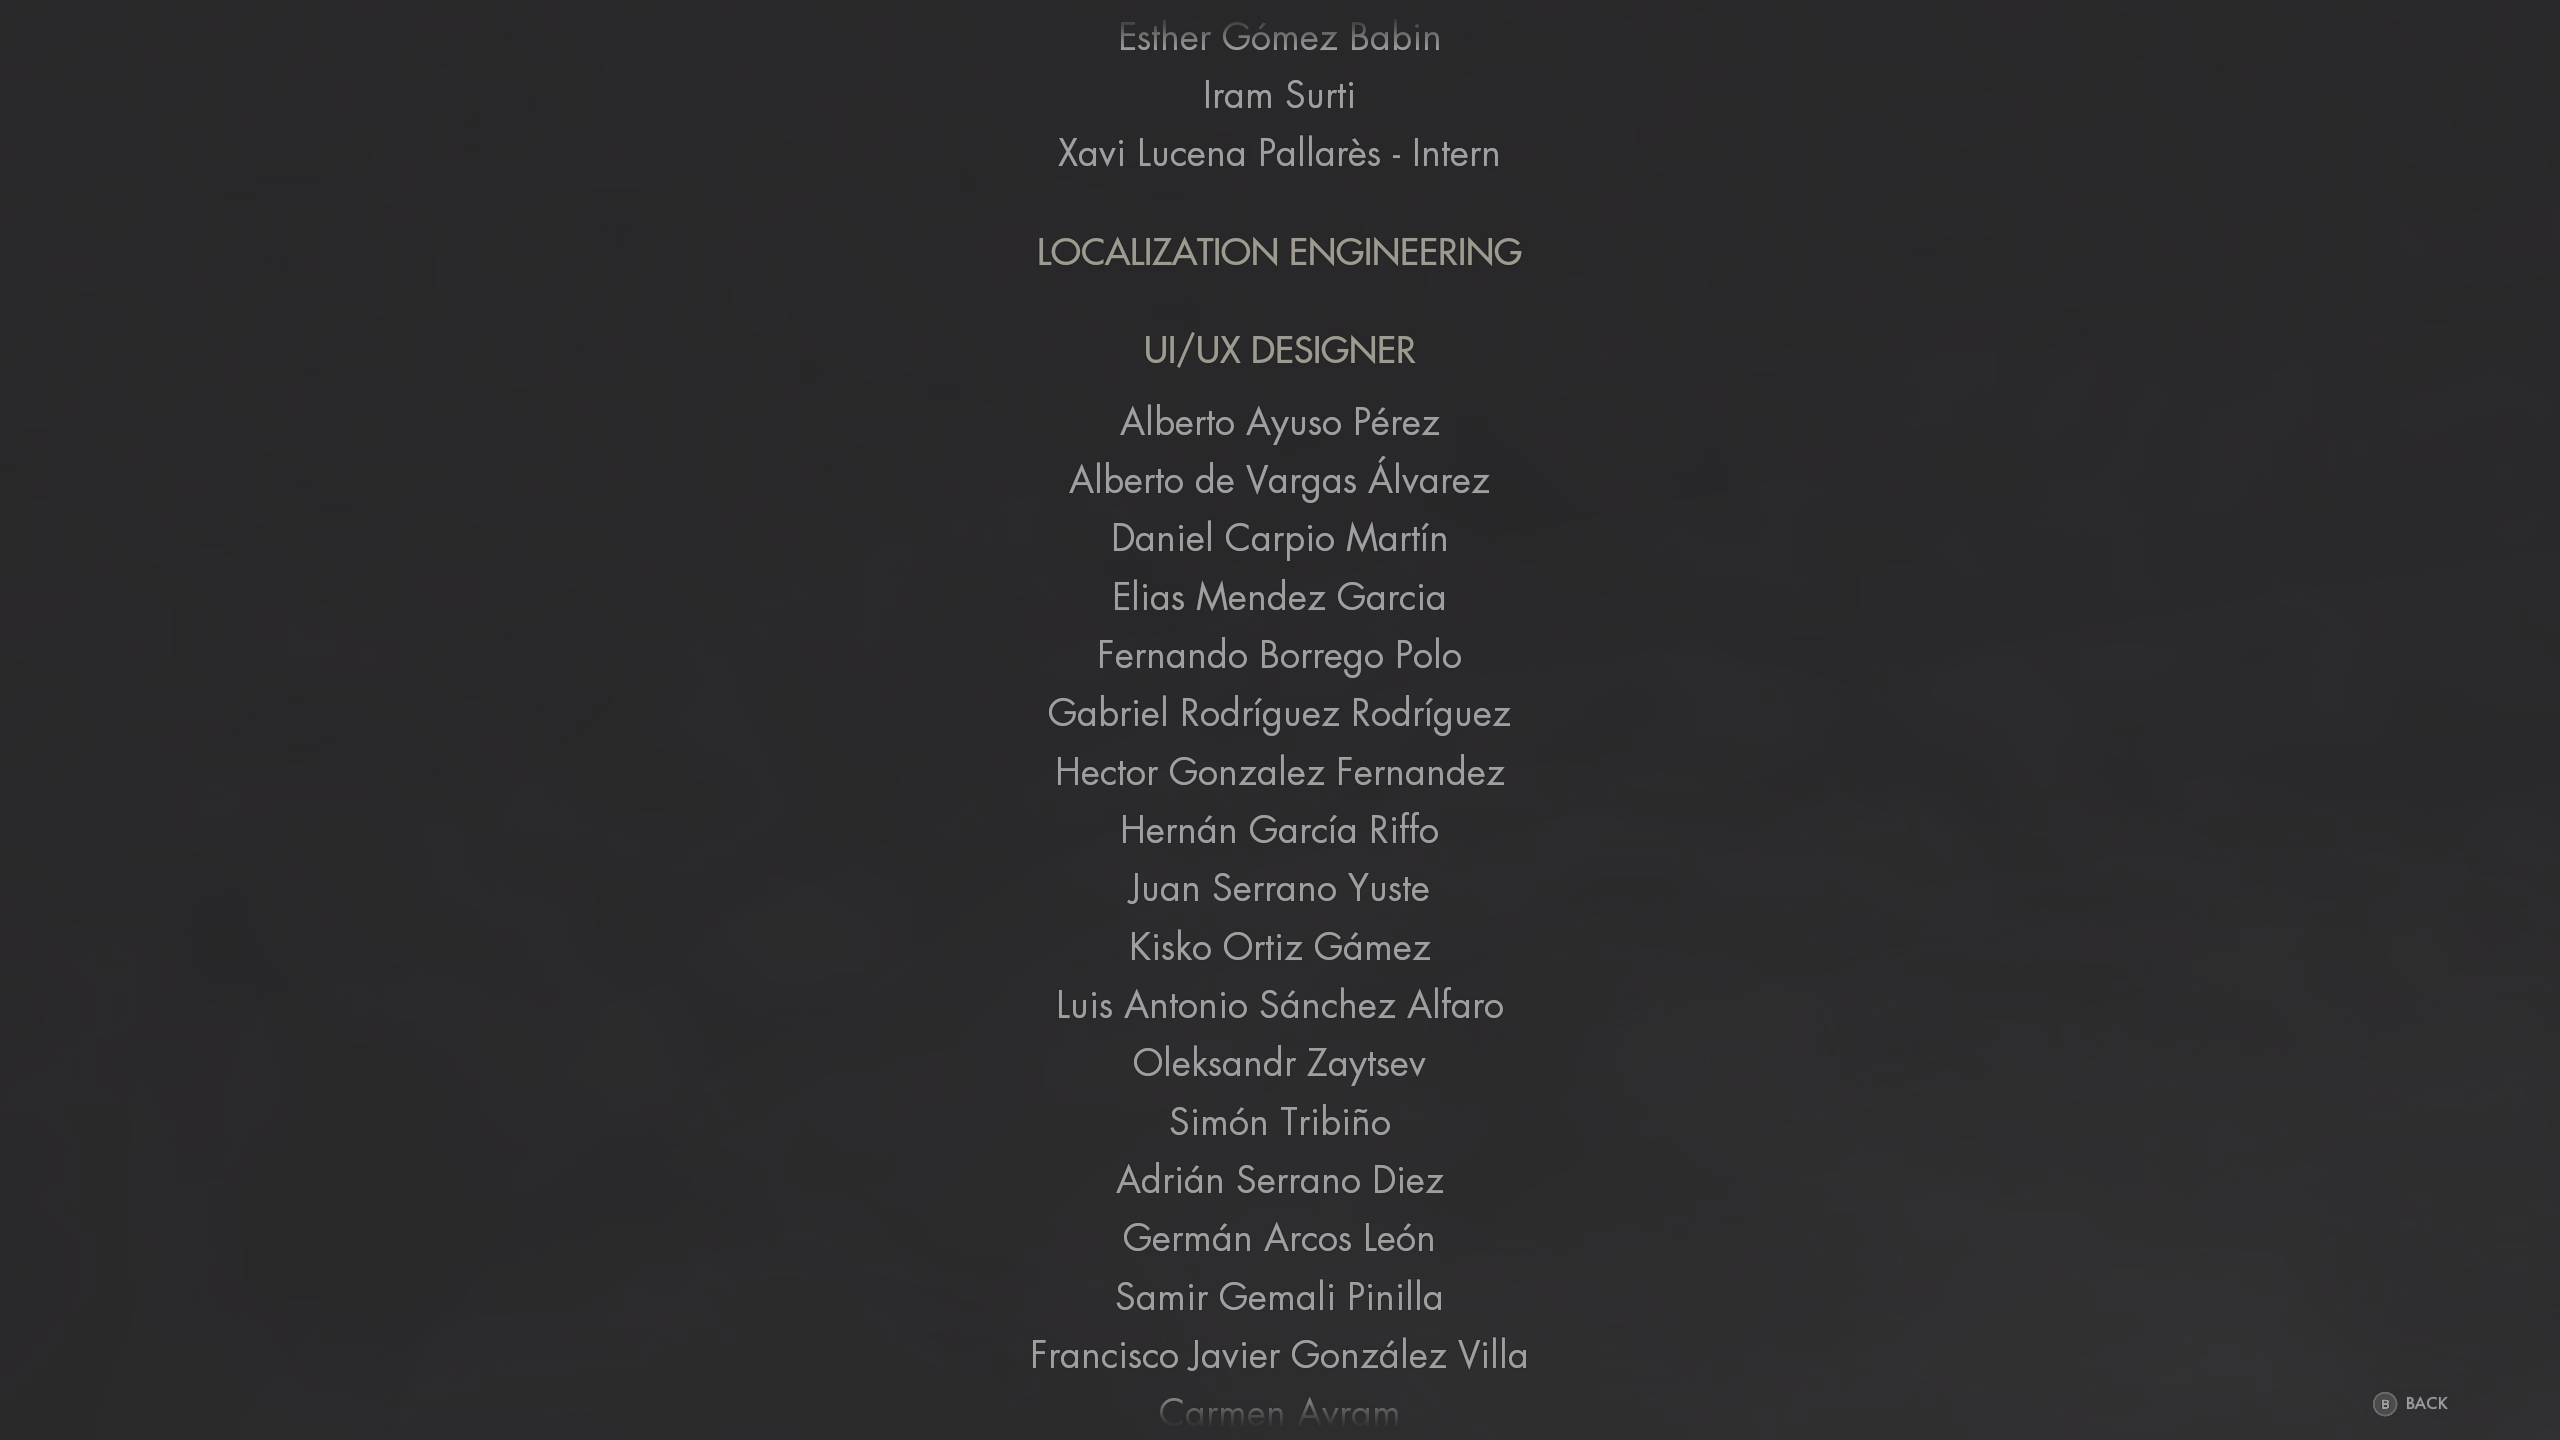 Esther Gómez Babin
Iram Surti
Xavi Lucena Pallarès - Intern
LOCALIZATION ENGINEERING
UI/UX DESIGNER
Alberto Ayuso Pérez
Alberto de Vargas Álvarez
Daniel Carpio Martín
Elias Mendez Garcia
Fernando Borrego Polo
Gabriel Rodríguez Rodríguez
Hector Gonzalez Fernandez
Hernán García Riffo
Juan Serrano Yuste
Kisko Ortiz Gámez
Luis Antonio Sánchez Alfaro
Oleksandr Zaytsev
Simón Tribiño
Adrián Serrano Diez
Germán Arcos León
Samir Gemali Pinilla
Francisco Javier González Villa
Carmen Avram
B BACK